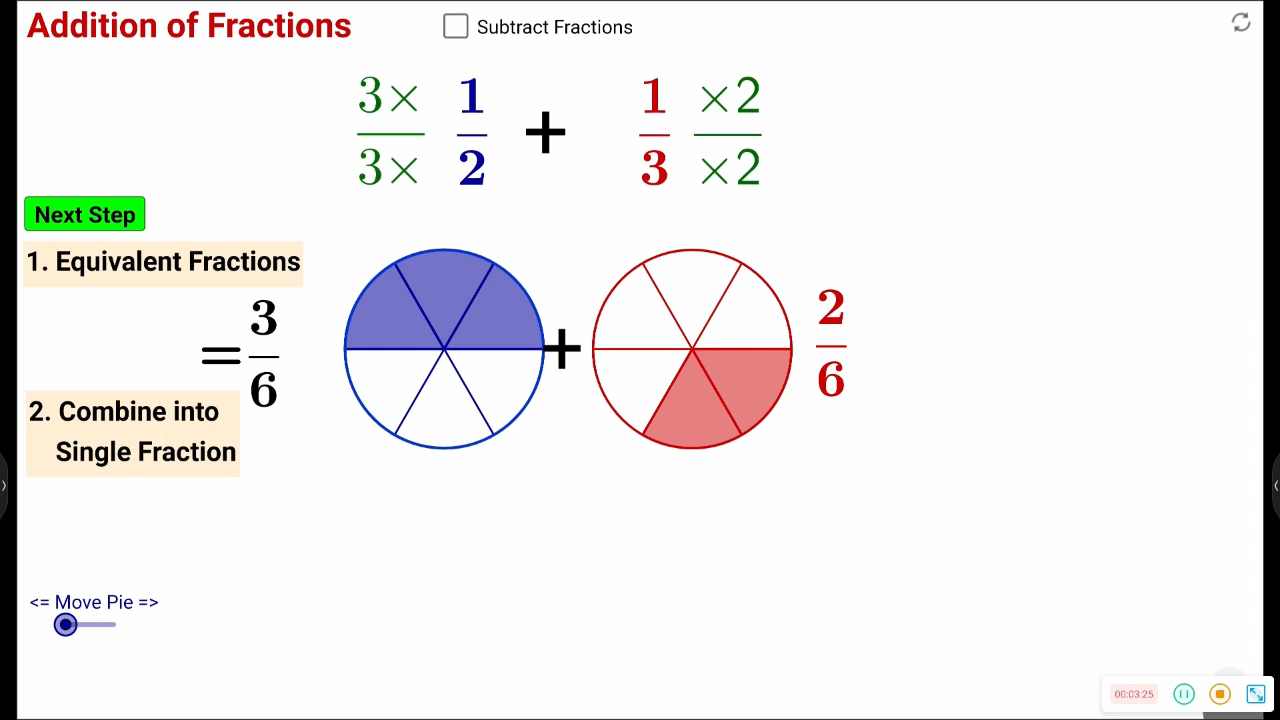 Addition of Fractions
Subtract Fractions
3× 1 + 1 ×2
3× 2 3 ×2
Next Step
1. Equivalent Fractions
= 3/6 + 2/6
2. Combine into
Single Fraction
<= Move Pie =>
00:03:25